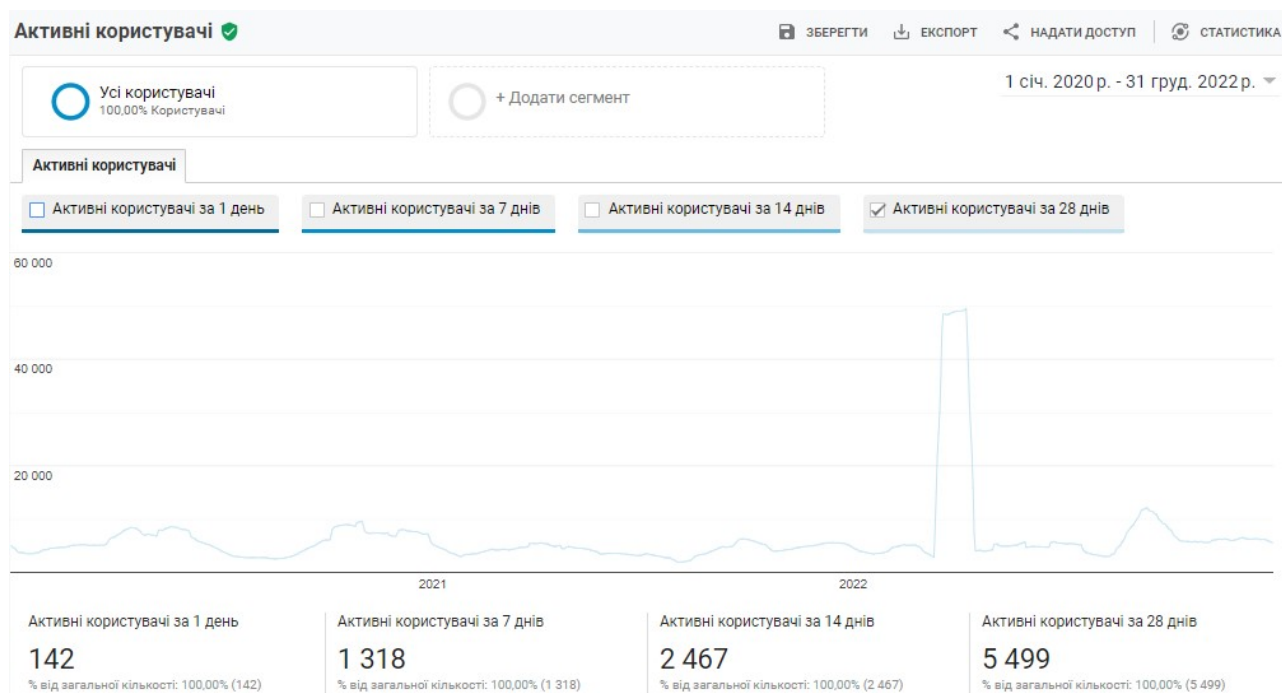 Активні користувачі
ЗБЕРЕГТИ
ЕКСПОРТ
НАДАТИ ДОСТУП
СТАТИСТИКА
Усі користувачі
100,00% Користувачі
+ Додати сегмент
1 січ. 2020 р. - 31 груд. 2022 р.
Активні користувачі
Активні користувачі за 1 день
Активні користувачі за 7 днів
Активні користувачі за 14 днів
Активні користувачі за 28 днів
60 000
40 000
20 000
2021
2022
Активні користувачі за 1 день
142
% від загальної кількості: 100,00% (142)
Активні користувачі за 7 днів
1 318
% від загальної кількості: 100,00% (1 318)
Активні користувачі за 14 днів
2 467
% від загальної кількості: 100,00% (2 467)
Активні користувачі за 28 днів
5 499
% від загальної кількості: 100,00% (5 499)